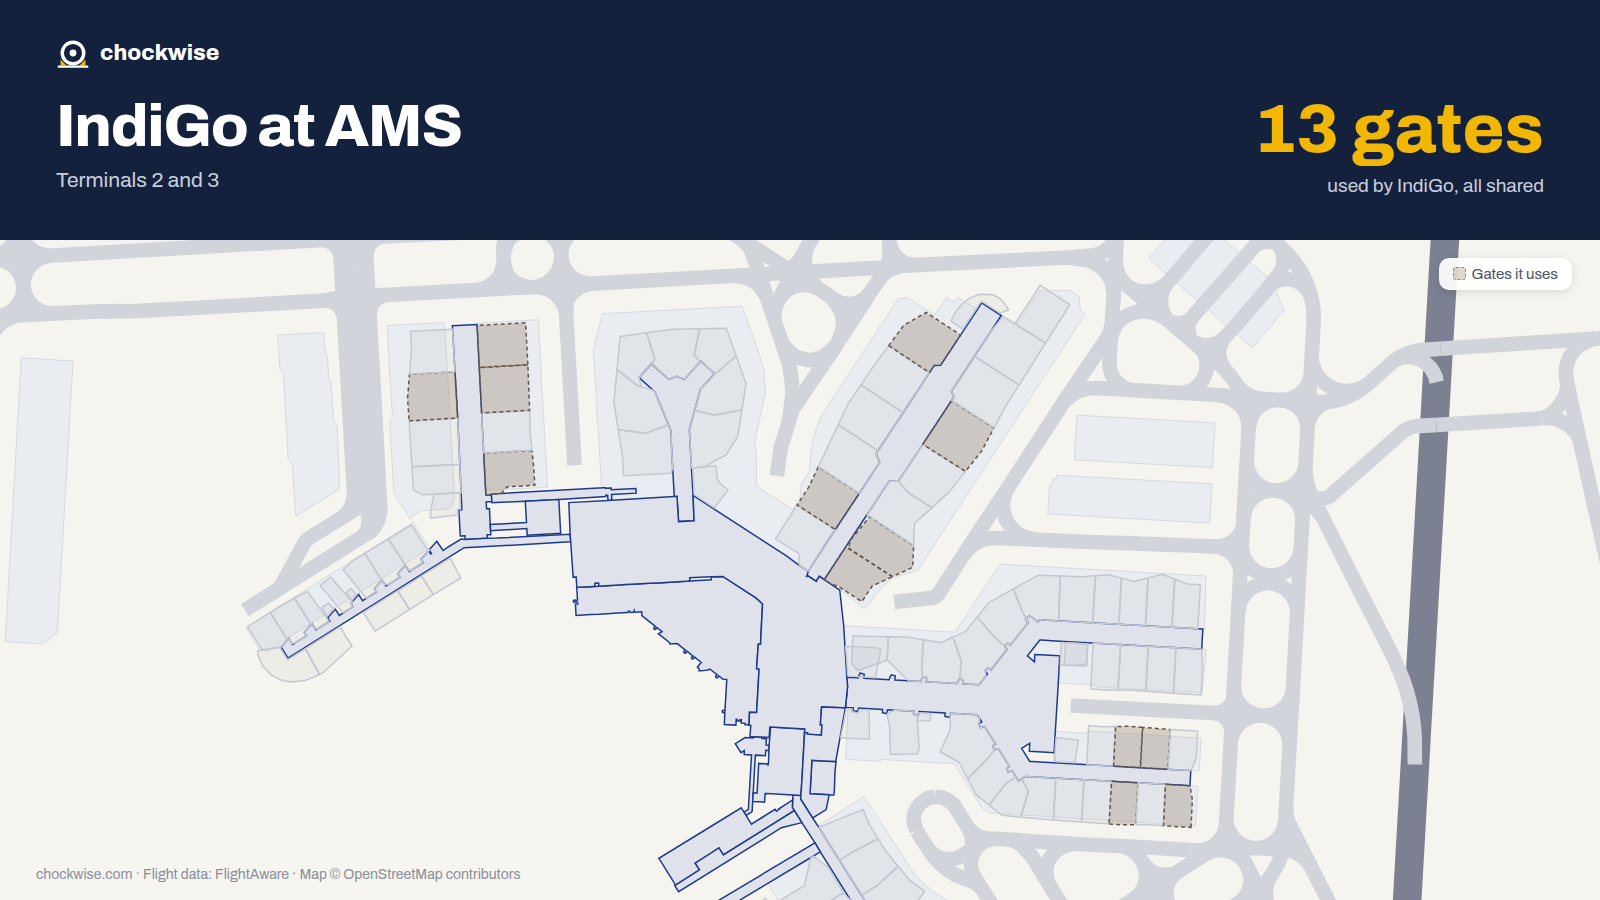 chockwise
IndiGo at AMS
Terminals 2 and 3
13 gates
used by IndiGo, all shared
Gates it uses
chockwise.com · Flight data: FlightAware · Map © OpenStreetMap contributors